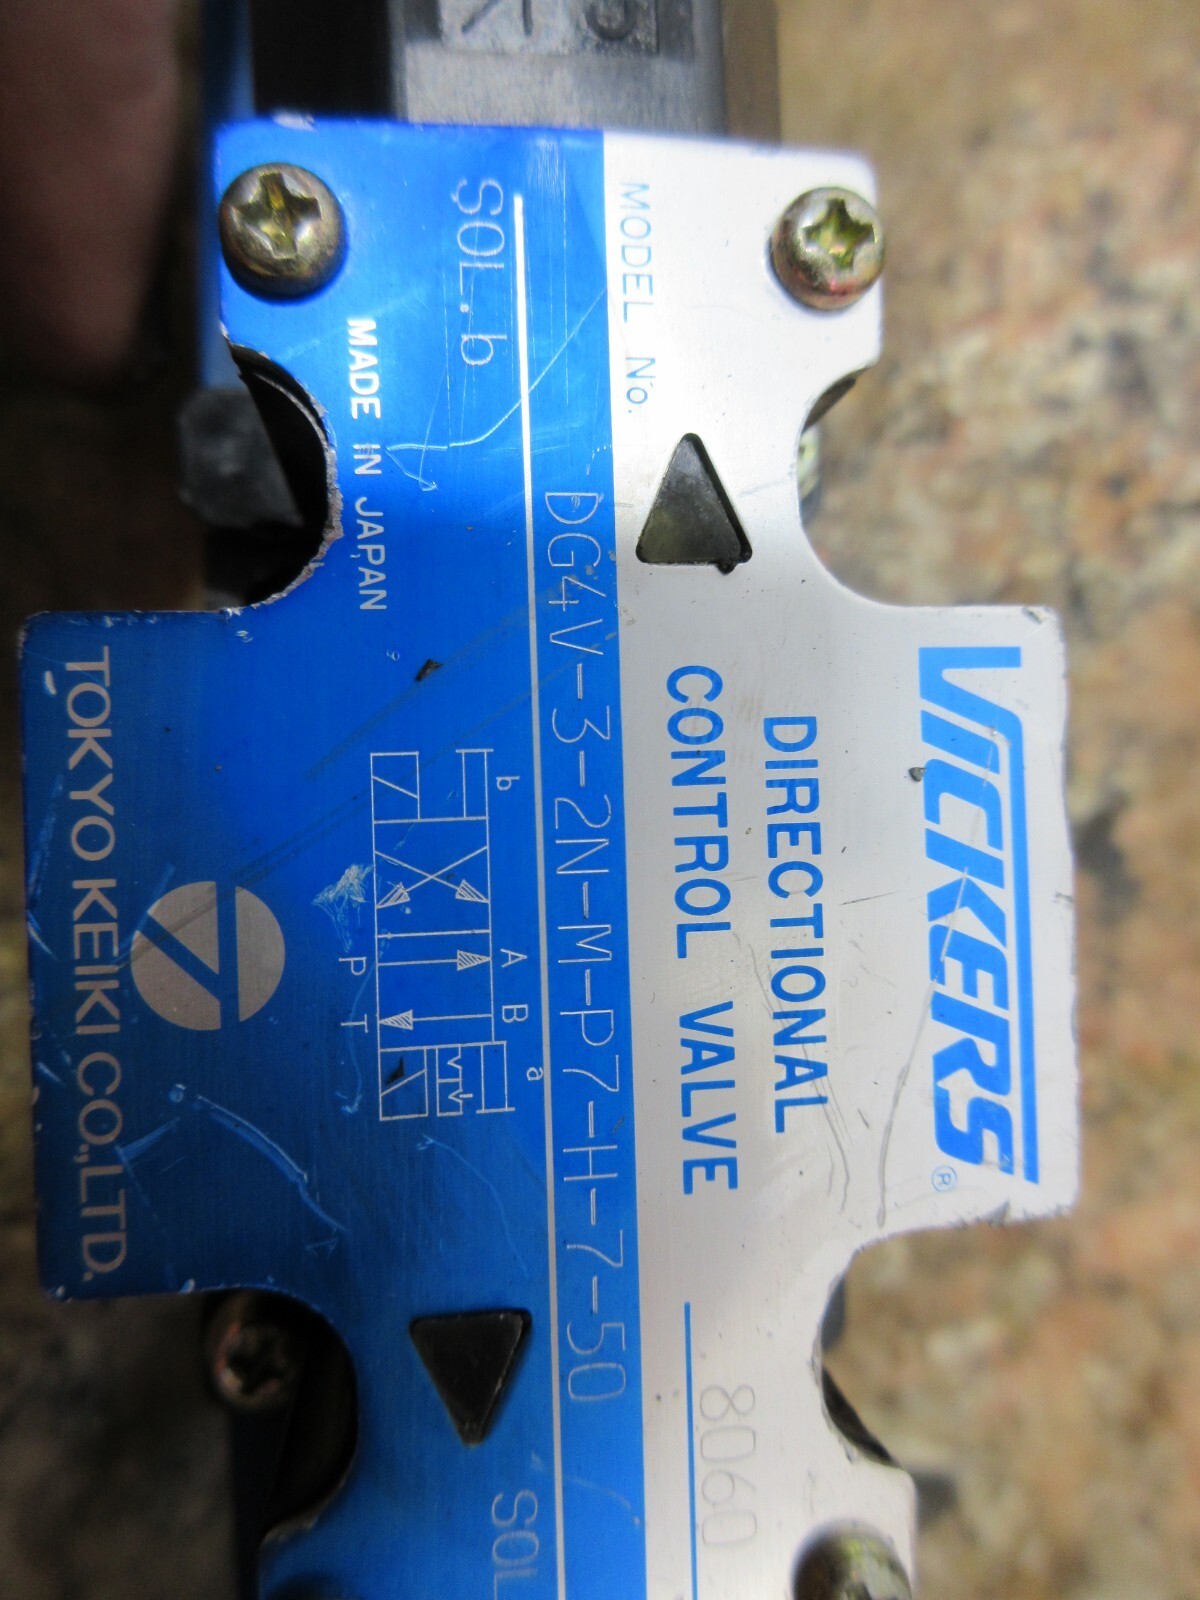 VICKERS®
DIRECTIONAL
CONTROL VALVE
8060
MODEL No.
DG4V-3-2N-M-P7-H-7-50
SOL.b
SOL
b
A B
a
P T
MADE IN JAPAN
TOKYO KEIKI CO.,LTD.